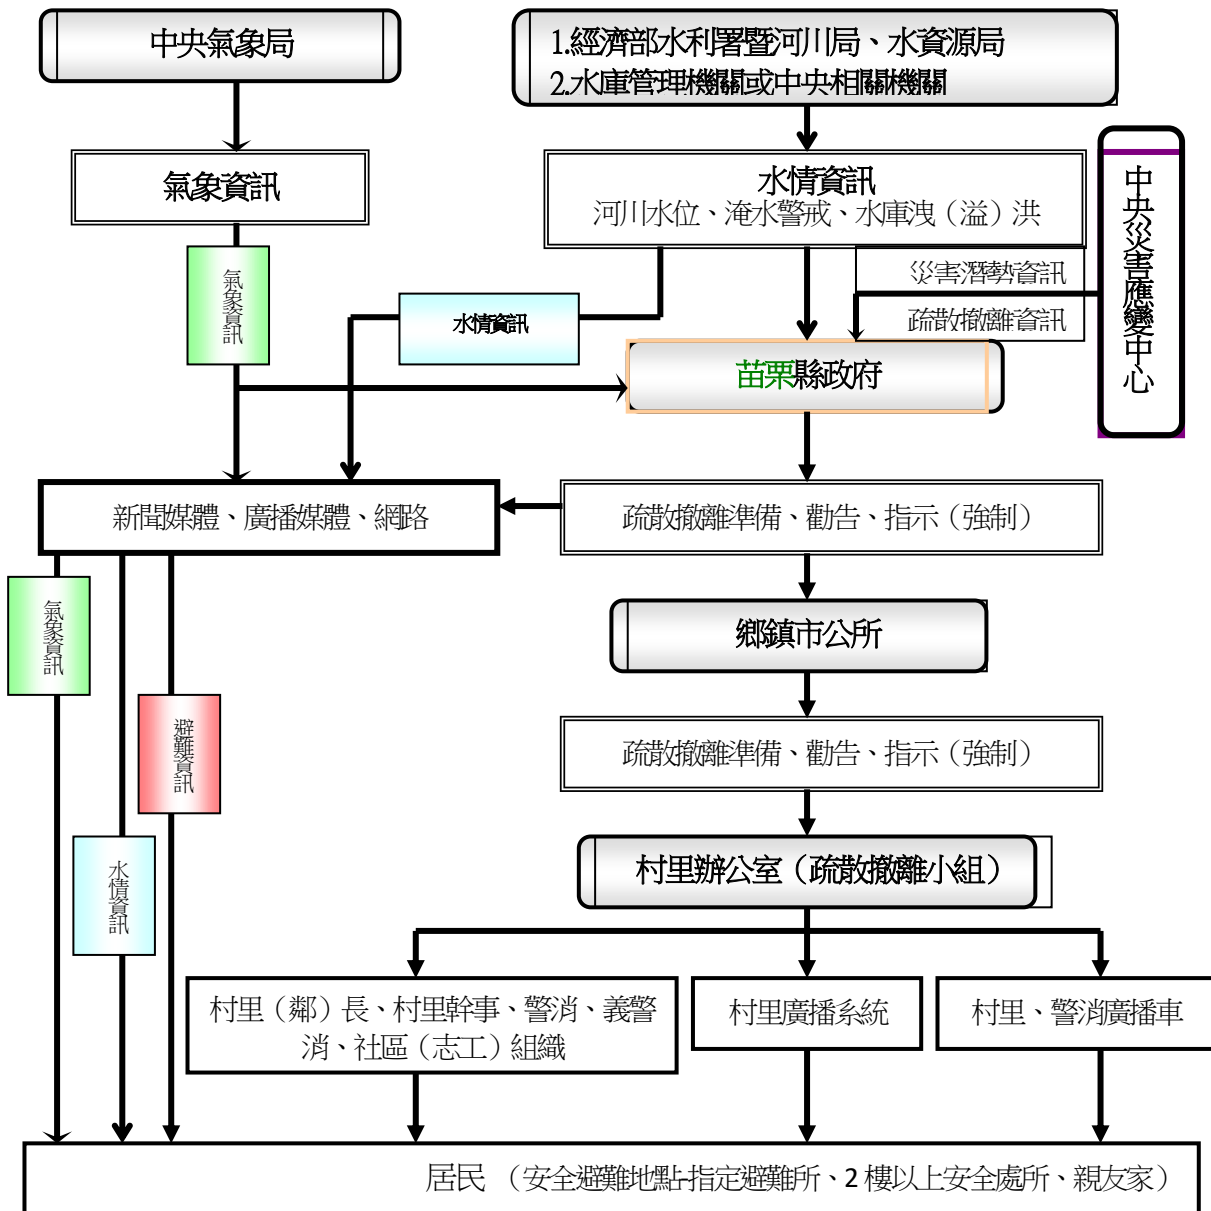 中央氣象局
1.經濟部水利署暨河川局、水資源局
2.水庫管理機關或中央相關機關
中央災害應變中心
氣象資訊
水情資訊
河川水位、淹水警戒、水庫洩（溢）洪
氣象資訊
水情資訊
災害潛勢資訊
疏散撤離資訊
苗栗縣政府
新聞媒體、廣播媒體、網路
疏散撤離準備、勸告、指示（強制）
氣象資訊
鄉鎮市公所
避難資訊
疏散撤離準備、勸告、指示（強制）
水情資訊
村里辦公室（疏散撤離小組）
村里（鄰）長、村里幹事、警消、義警
消、社區（志工）組織
村里廣播系統
村里、警消廣播車
居民 （安全避難地點-指定避難所、2 樓以上安全處所、親友家）